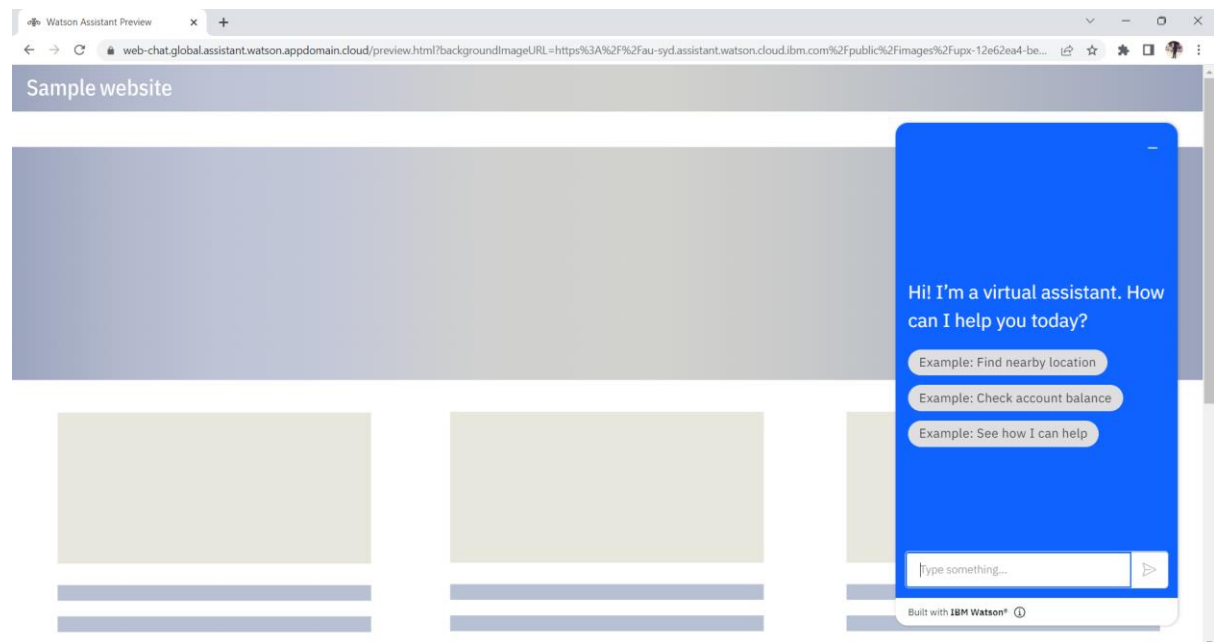 Watson Assistant Preview
web-chat.global.assistant.watson.appdomain.cloud/preview.html?backgroundImageURL=https%3A%2F%2Fau-syd.assistant.watson.cloud.ibm.com%2Fpublic%2Fimages%2Fupx-12e62ea4-be...
Sample website
Hi! I'm a virtual assistant. How
can I help you today?
Example: Find nearby location
Example: Check account balance
Example: See how I can help
Type something...
Built with IBM Watson®